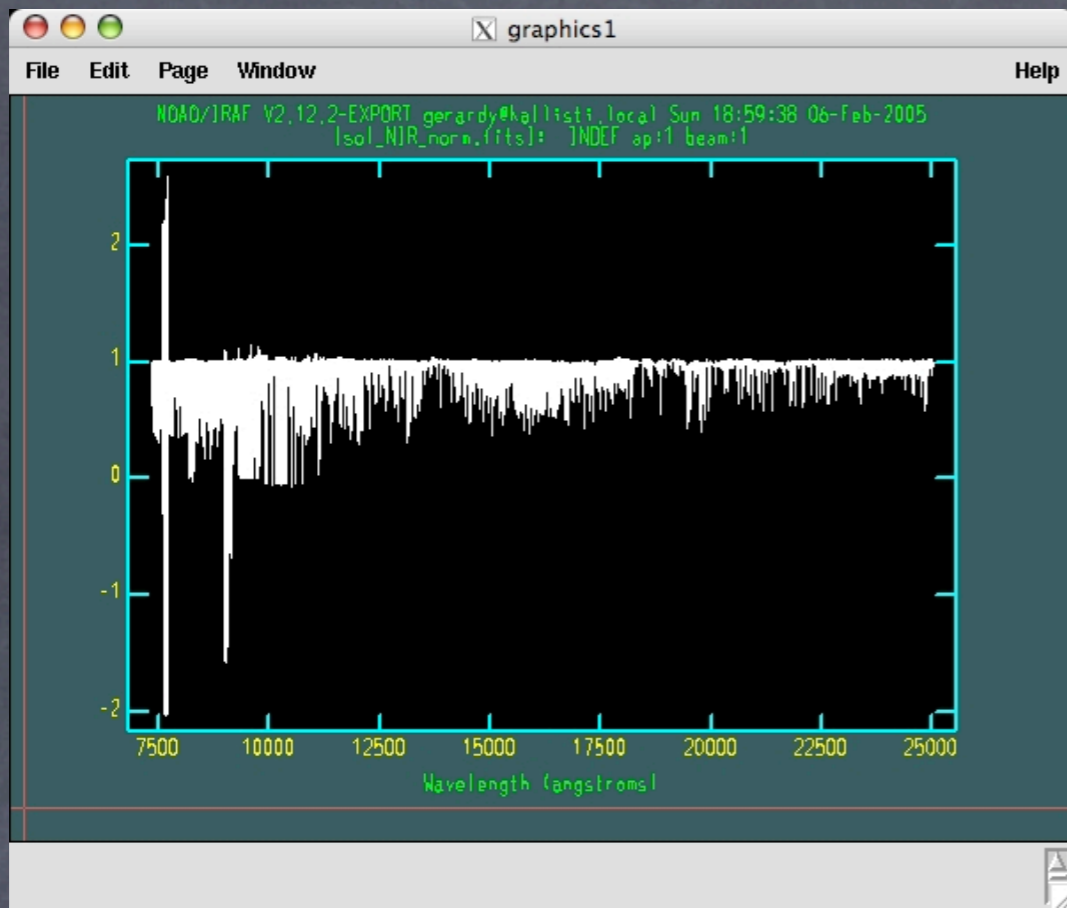 graphics1
File Edit Page Window Help
NOAO/IRAF V2.12.2-EXPORT gerardy@kallisti.local Sun 18:59:38 06-Feb-2005
[sol_NIR_norm.fits]: INDEF ap:1 beam:1
2
1
0
-1
-2
7500 10000 12500 15000 17500 20000 22500 25000
Wavelength (angstroms)